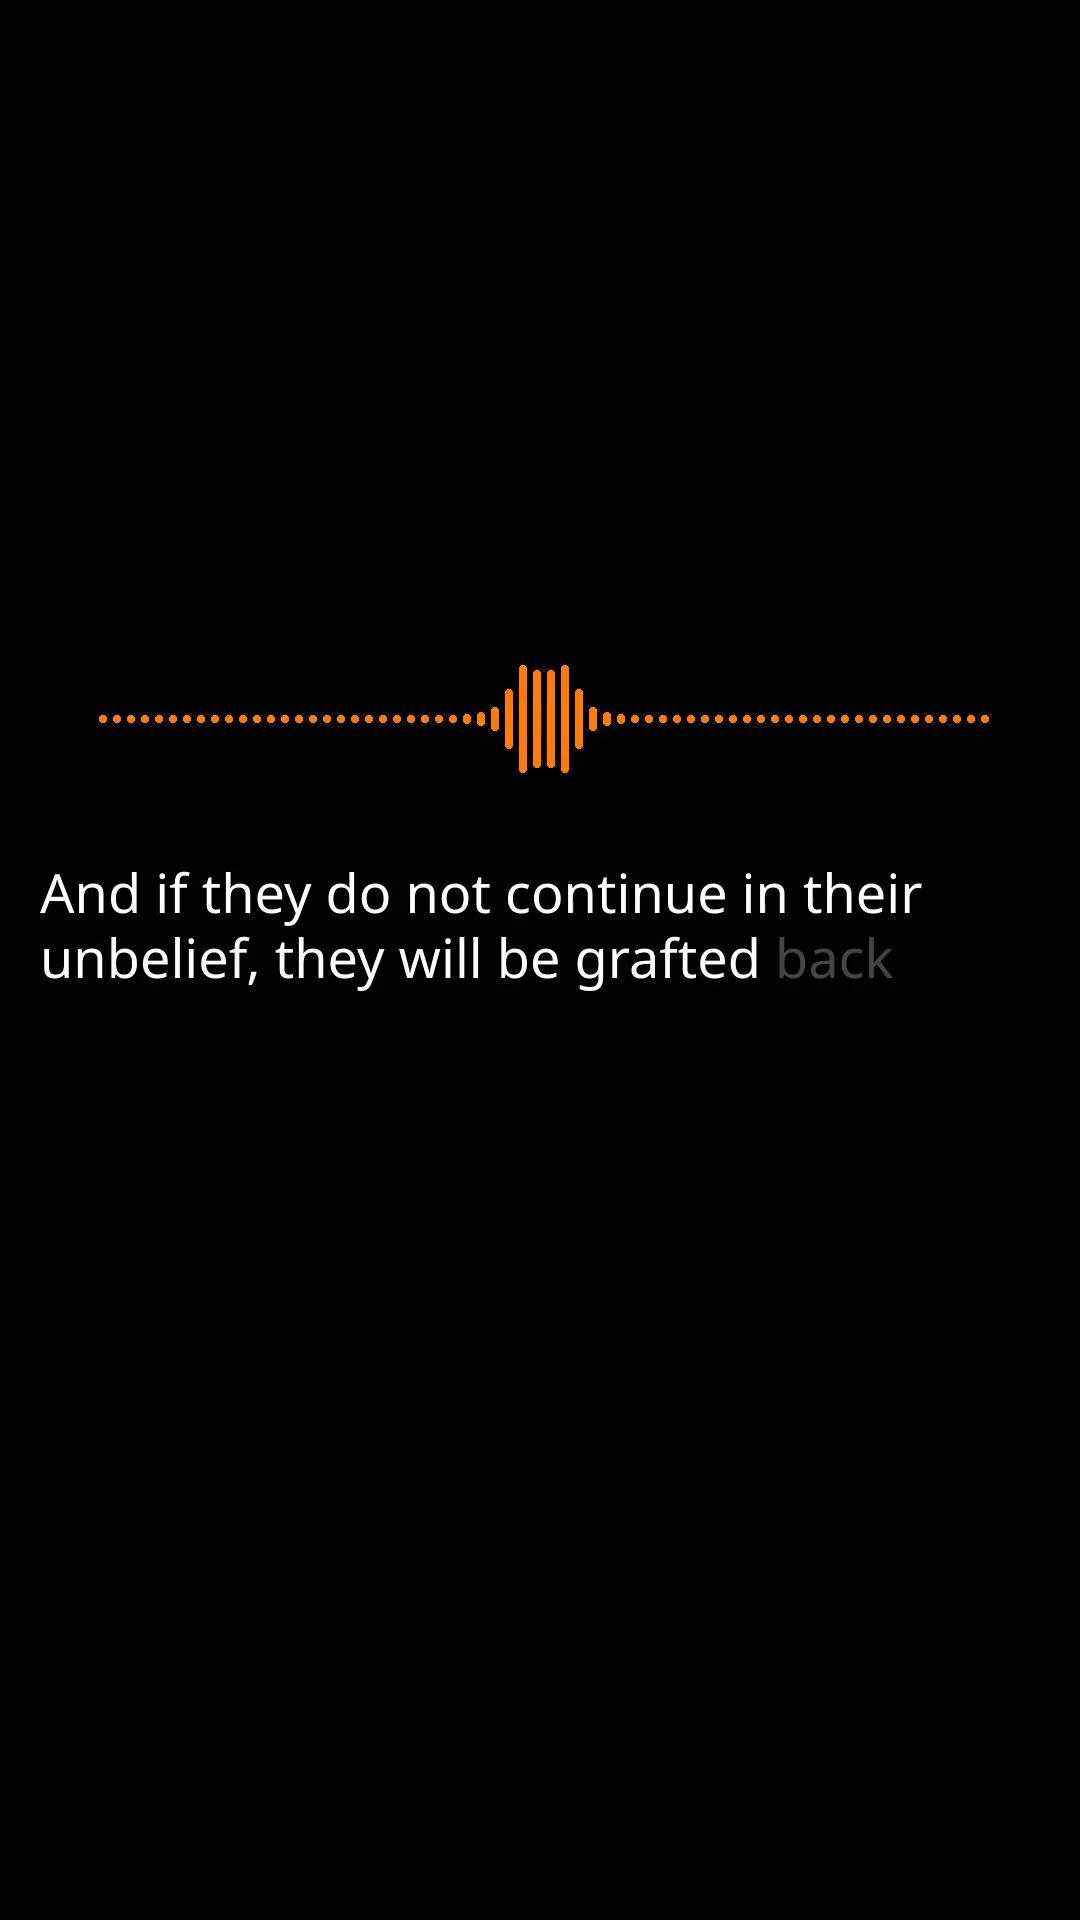 And if they do not continue in their
unbelief, they will be grafted back